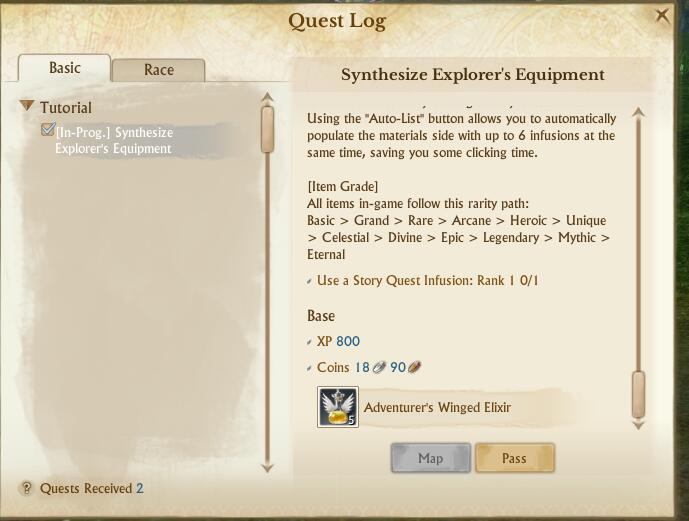 Quest Log
Basic
Race
Tutorial
[In-Prog.] Synthesize
Explorer's Equipment
Quests Received 2
Synthesize Explorer's Equipment
Using the "Auto-List" button allows you to automatically
populate the materials side with up to 6 infusions at the
same time, saving you some clicking time.
[Item Grade]
All items in-game follow this rarity path:
Basic > Grand > Rare > Arcane > Heroic > Unique
> Celestial > Divine > Epic > Legendary > Mythic >
Eternal
Use a Story Quest Infusion: Rank 1 0/1
Base
XP 800
Coins 18 90
5
Adventurer's Winged Elixir
Map
Pass